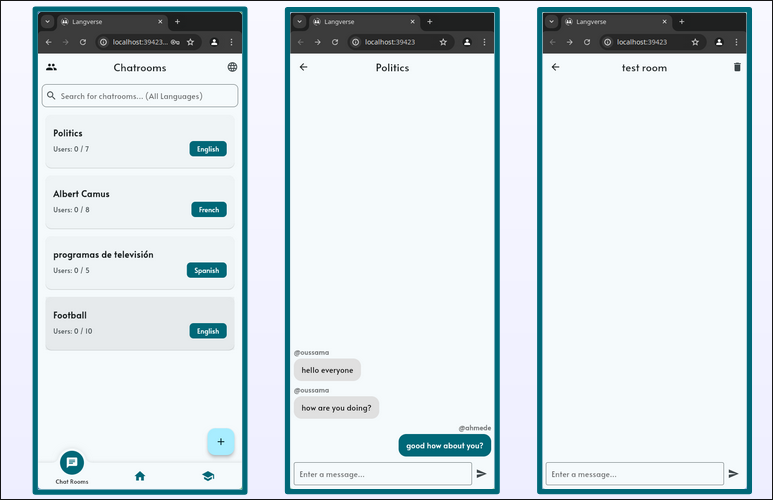 Langverse
localhost:39423...
Chatrooms
Search for chatrooms... (All Languages)
Politics
Users: 0 / 7
English
Albert Camus
Users: 0 / 8
French
programas de televisión
Users: 0 / 5
Spanish
Football
Users: 0 / 10
English
+
Chat Rooms
Langverse
localhost:39423
Politics
@oussama
hello everyone
@oussama
how are you doing?
@ahmede
good how about you?
Enter a message...
Langverse
localhost:39423
test room
Enter a message...